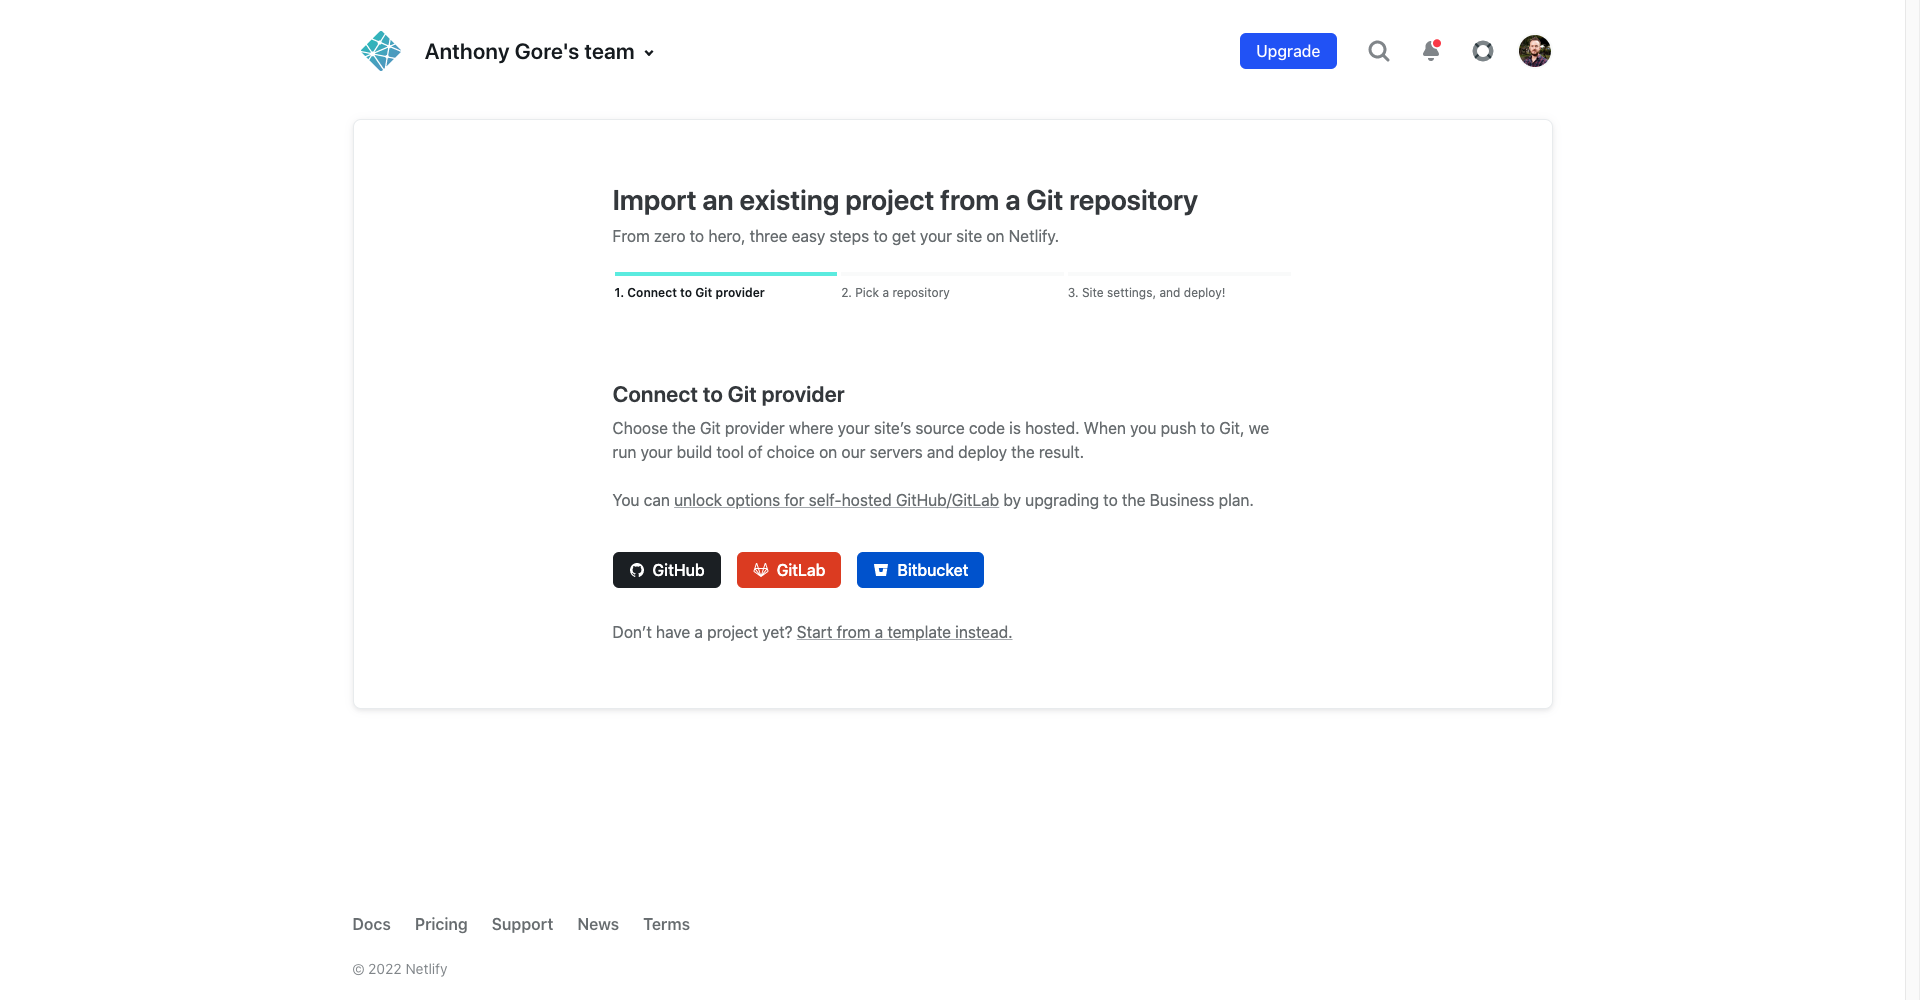 Anthony Gore's team
Upgrade
Import an existing project from a Git repository
From zero to hero, three easy steps to get your site on Netlify.
1. Connect to Git provider
2. Pick a repository
3. Site settings, and deploy!
Connect to Git provider
Choose the Git provider where your site’s source code is hosted. When you push to Git, we
run your build tool of choice on our servers and deploy the result.
You can unlock options for self-hosted GitHub/GitLab by upgrading to the Business plan.
GitHub
GitLab
Bitbucket
Don’t have a project yet? Start from a template instead.
Docs
Pricing
Support
News
Terms
© 2022 Netlify